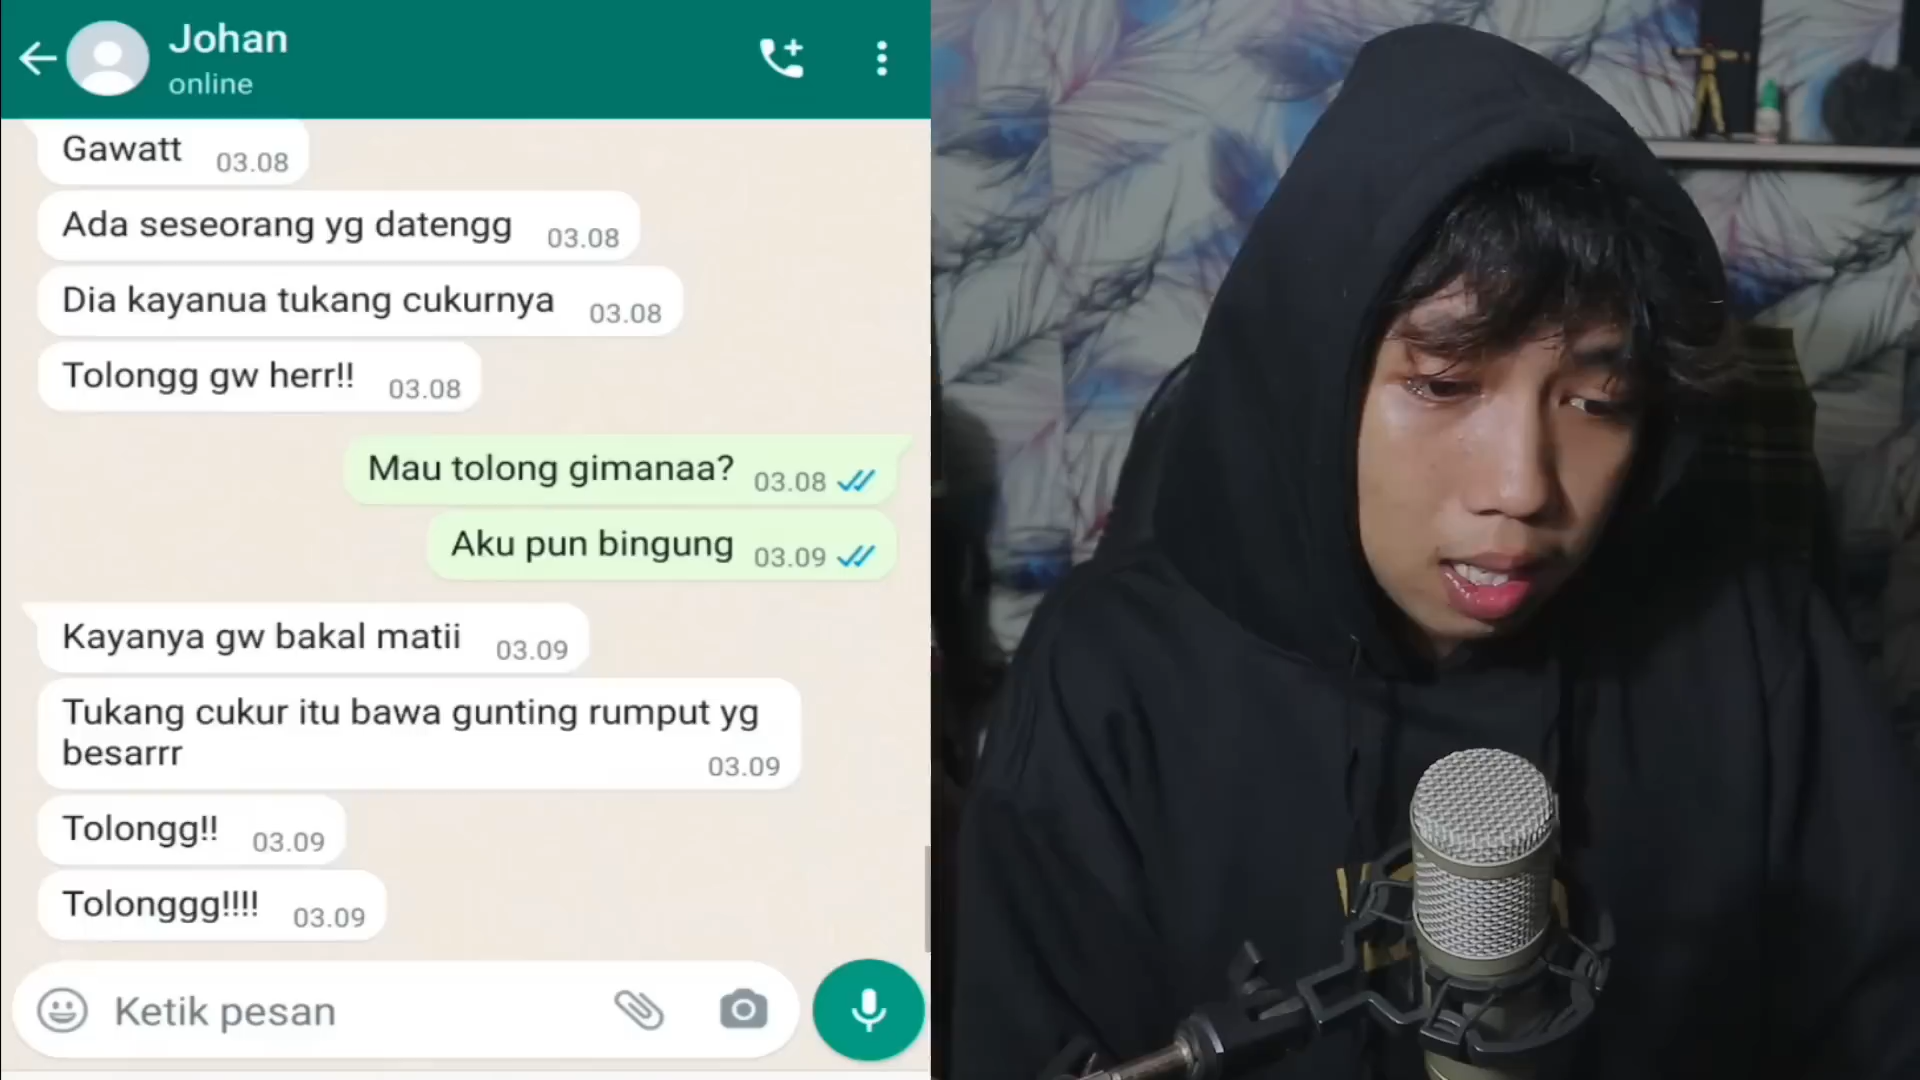 Johan
online
Gawatt 03.08
Ada seseorang yg datengg 03.08
Dia kayanua tukang cukurnya 03.08
Tolongg gw herr!! 03.08
Mau tolong gimanaa? 03.08
Aku pun bingung 03.09
Kayanya gw bakal matii 03.09
Tukang cukur itu bawa gunting rumput yg
besarrr 03.09
Tolongg!! 03.09
Tolonggg!!!! 03.09
Ketik pesan